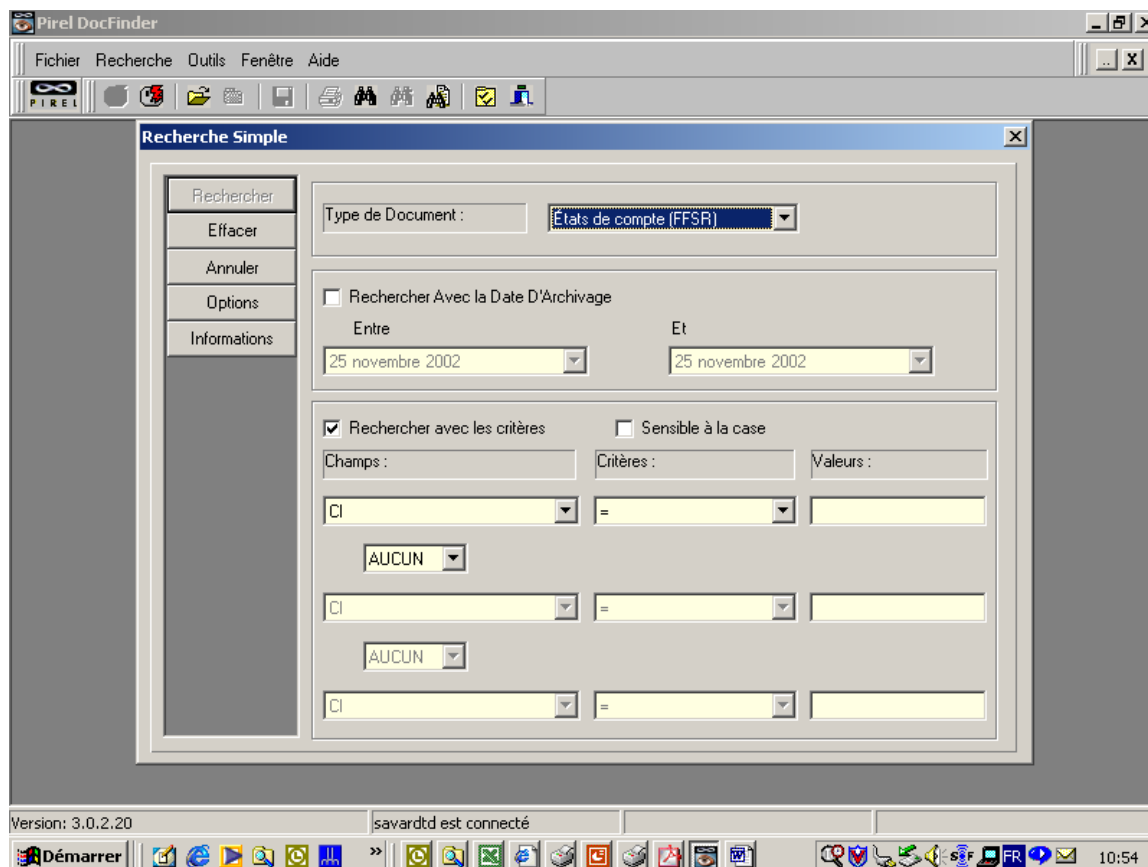 Pirel DocFinder
Fichier Recherche Outils Fenêtre Aide
PIREL
Recherche Simple
Rechercher
Effacer
Annuler
Options
Informations
Type de Document :
États de compte (FFSR)
Rechercher Avec la Date D'Archivage
Entre Et
25 novembre 2002 25 novembre 2002
Rechercher avec les critères Sensible à la case
Champs : Critères : Valeurs :
CI =
AUCUN
CI =
AUCUN
CI =
Version: 3.0.2.20 savardtd est connecté
Démarrer » FR 10:54